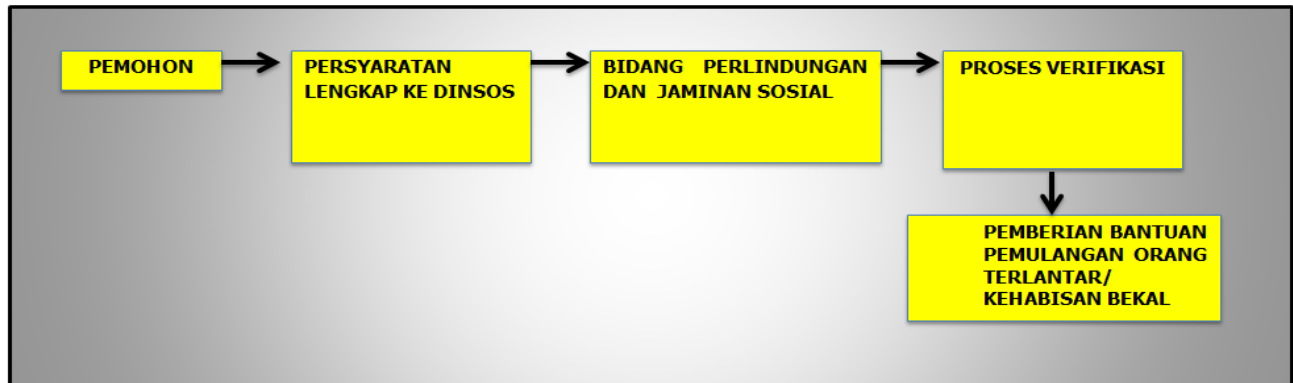 PEMOHON
PERSYARATAN
LENGKAP KE DINSOS
BIDANG PERLINDUNGAN
DAN JAMINAN SOSIAL
PROSES VERIFIKASI
PEMBERIAN BANTUAN
PEMULANGAN ORANG
TERLANTAR/
KEHABISAN BEKAL